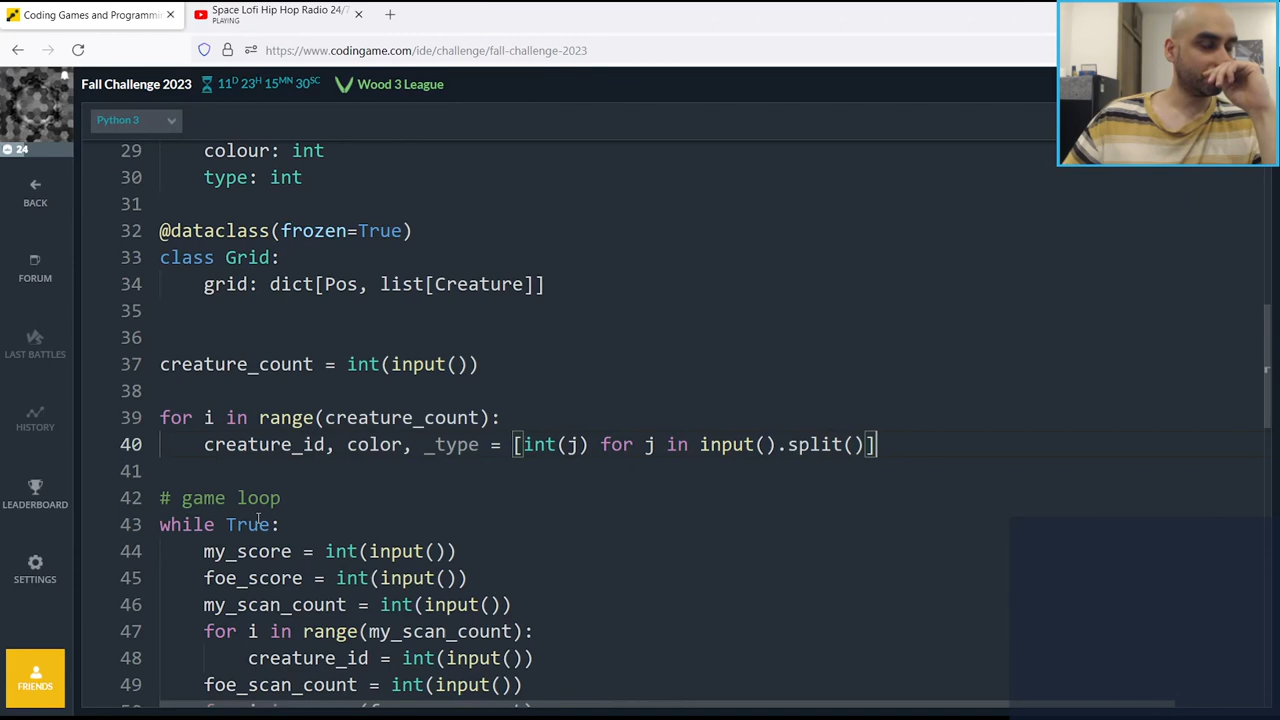 Coding Games and Programmi
Space Lofi Hip Hop Radio 24/7
PLAYING
https://www.codingame.com/ide/challenge/fall-challenge-2023
Fall Challenge 2023
11D 23H 15MN 30SC
Wood 3 League
Python 3
24
BACK
FORUM
LAST BATTLES
HISTORY
LEADERBOARD
SETTINGS
FRIENDS
29 colour: int
30 type: int
31
32 @dataclass(frozen=True)
33 class Grid:
34 grid: dict[Pos, list[Creature]]
35
36
37 creature_count = int(input())
38
39 for i in range(creature_count):
40 creature_id, color, _type = [int(j) for j in input().split()]
41
42 # game loop
43 while True:
44 my_score = int(input())
45 foe_score = int(input())
46 my_scan_count = int(input())
47 for i in range(my_scan_count):
48 creature_id = int(input())
49 foe_scan_count = int(input())